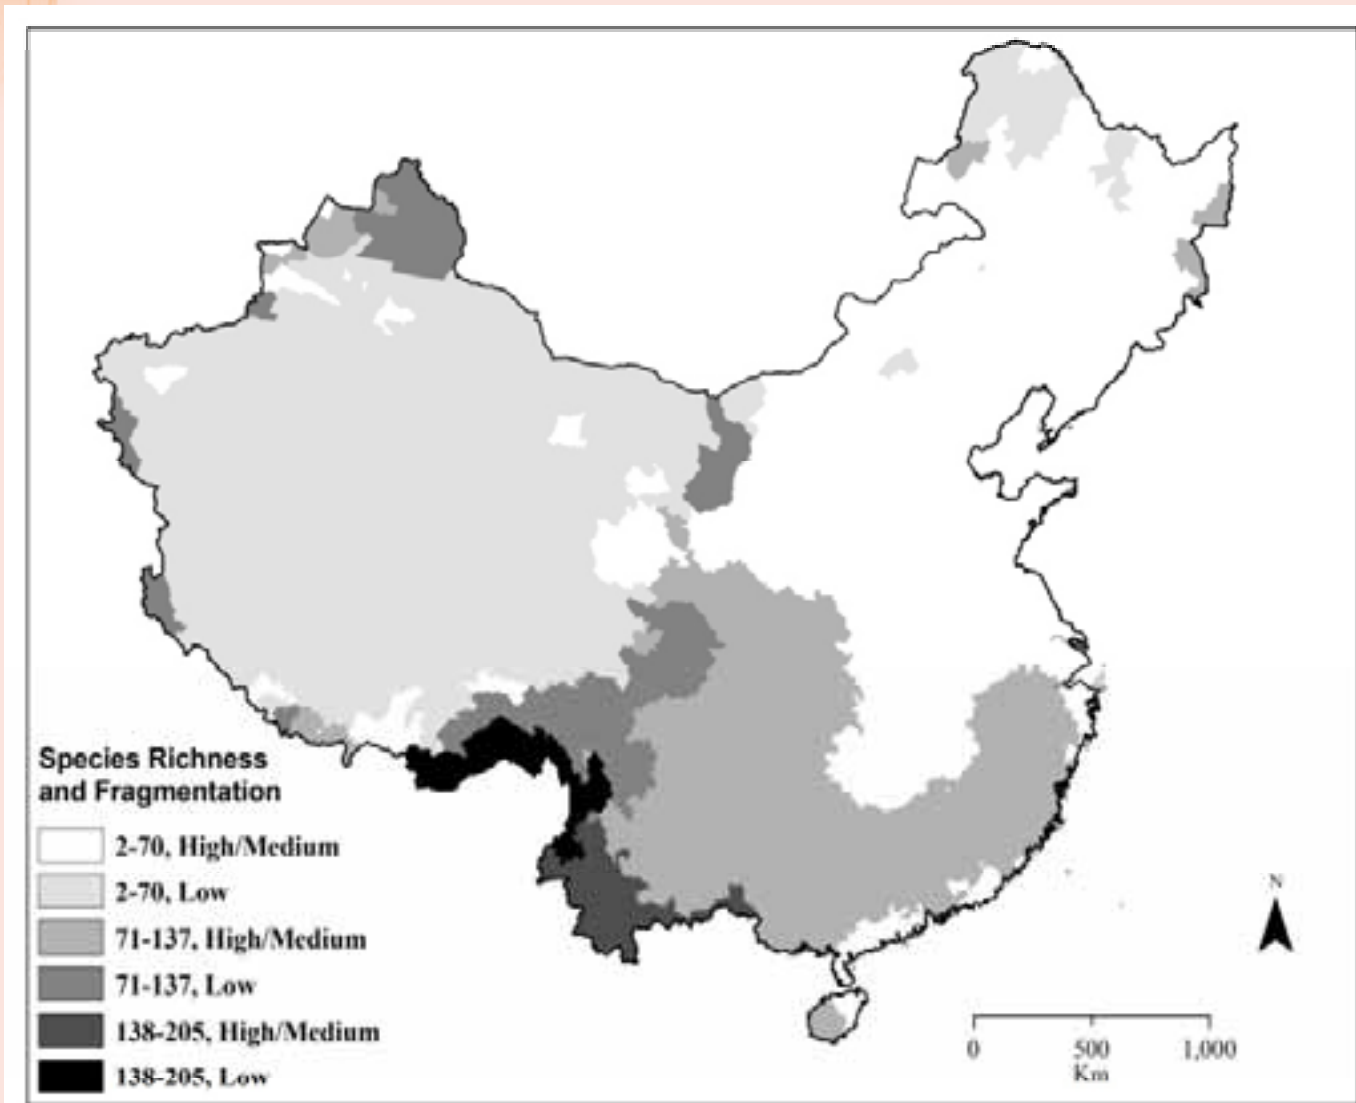 Species Richness
and Fragmentation
2-70, High/Medium
2-70, Low
71-137, High/Medium
71-137, Low
138-205, High/Medium
138-205, Low
N
0 500 1,000
Km